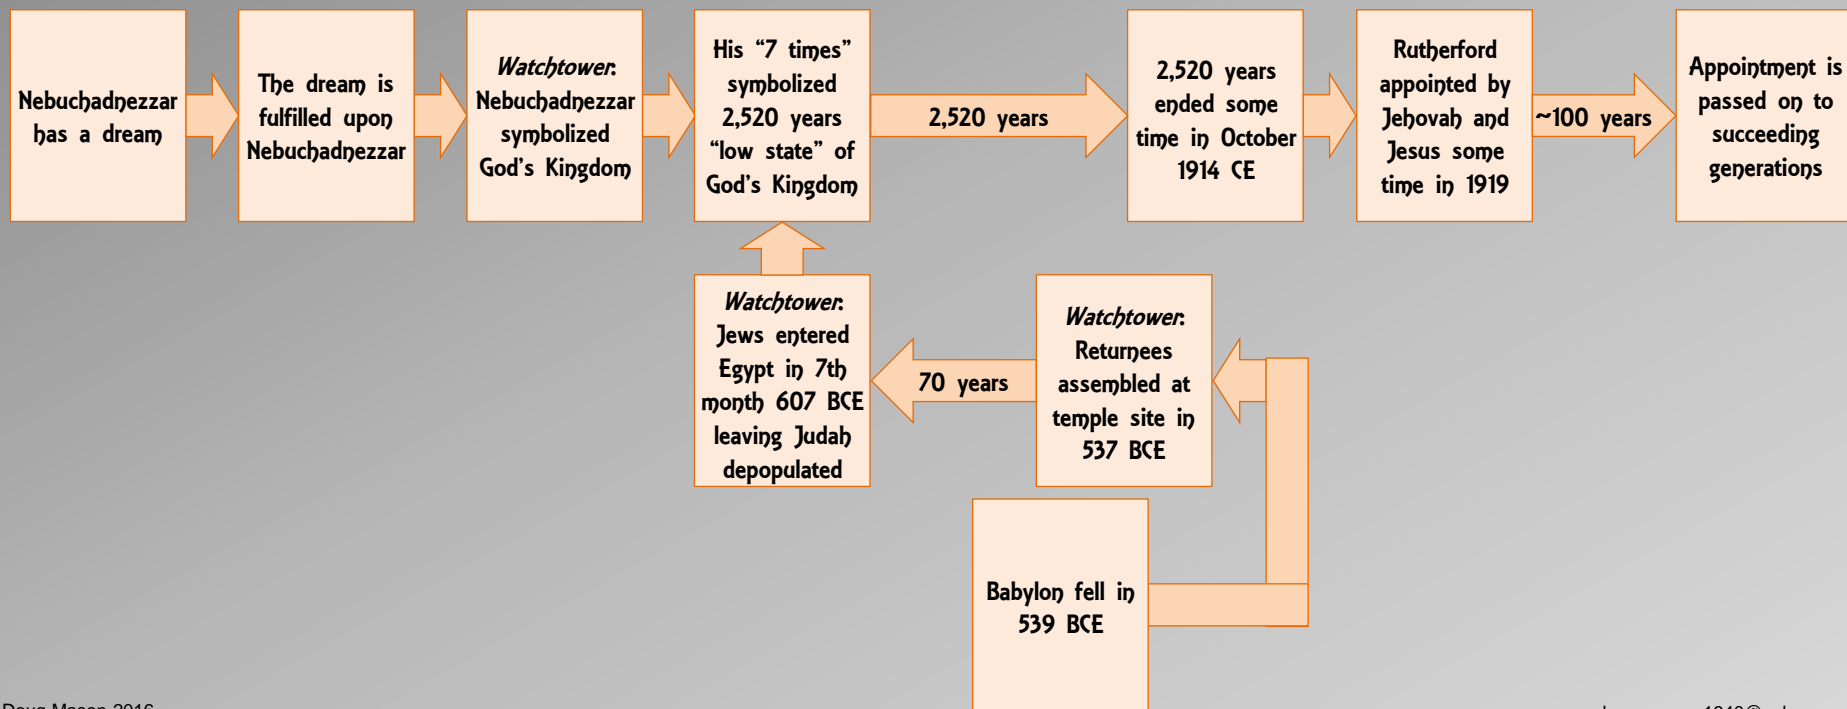 Nebuchadnezzar
has a dream
The dream is
fulfilled upon
Nebuchadnezzar
Watchtower:
Nebuchadnezzar
symbolized
God's Kingdom
His “7 times”
symbolized
2,520 years
“low state” of
God's Kingdom
2,520 years
2,520 years
ended some
time in October
1914 CE
Rutherford
appointed by
Jehovah and
Jesus some
time in 1919
~100 years
Appointment is
passed on to
succeeding
generations
Watchtower:
Jews entered
Egypt in 7th
month 607 BCE
leaving Judah
depopulated
70 years
Watchtower:
Returnees
assembled at
temple site in
537 BCE
Babylon fell in
539 BCE
Doug Mason 2016